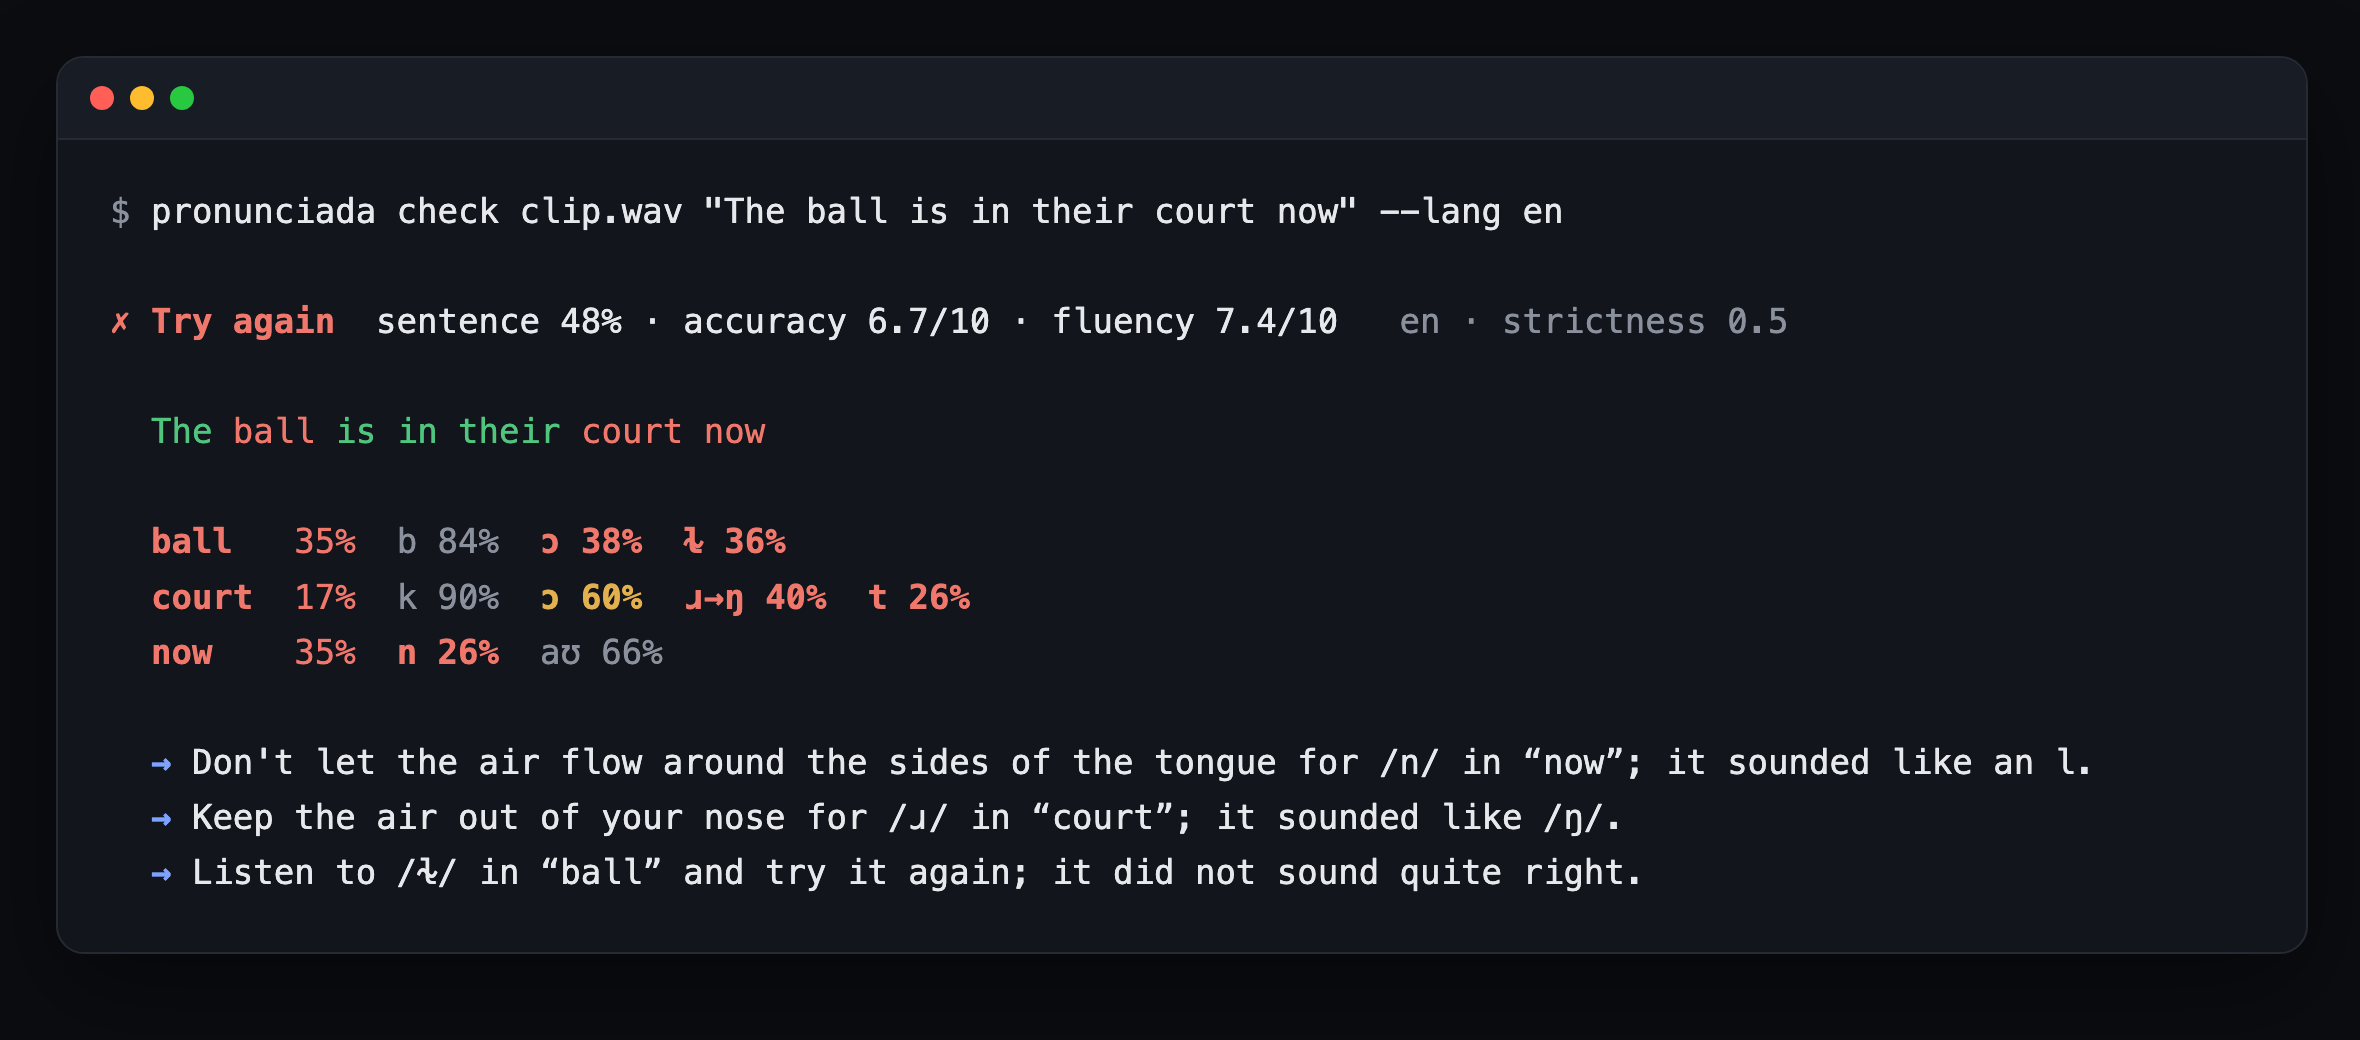 $ pronunciada check clip.wav "The ball is in their court now" --lang en
✗ Try again  sentence 48% · accuracy 6.7/10 · fluency 7.4/10   en · strictness 0.5
The ball is in their court now
ball   35%  b 84%  ɔ 38%  ɫ 36%
court  17%  k 90%  ɔ 60%  ɹ→ŋ 40%  t 26%
now    35%  n 26%  aʊ 66%
→ Don't let the air flow around the sides of the tongue for /n/ in “now”; it sounded like an l.
→ Keep the air out of your nose for /ɹ/ in “court”; it sounded like /ŋ/.
→ Listen to /ɫ/ in “ball” and try it again; it did not sound quite right.